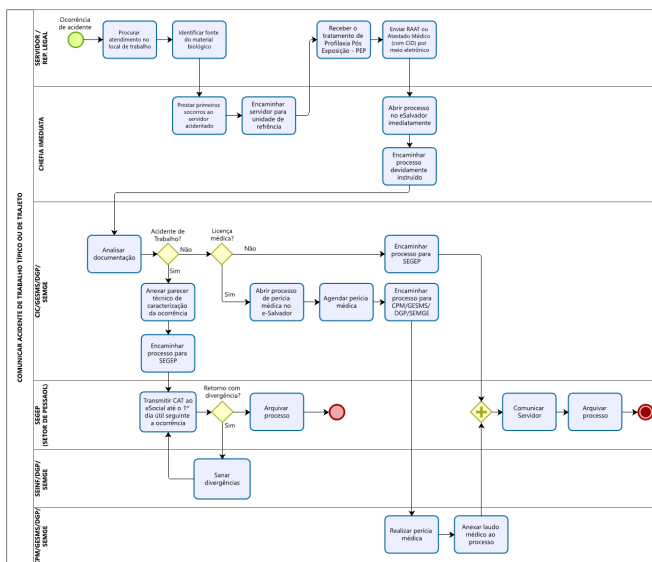 COMUNICAR ACIDENTE DE TRABALHO TÍPICO OU DE TRAJETO
SERVIDOR /
REP. LEGAL
Ocorrência
de acidente
Procurar
atendimento no
local de trabalho
Identificar fonte
do material
biológico
Receber o
tratamento de
Profilaxia Pós
Exposição - PEP
Enviar RAAT ou
Atestado Médico
(com CID) por
meio eletrônico
CHEFIA IMEDIATA
Prestar primeiros
socorros ao
servidor
acidentado
Encaminhar
servidor para
unidade de
refrência
Abrir processo
no eSalvador
imediatamente
Encaminhar
processo
devidamente
instruído
CIC/GESMS/DGP/
SEMGE
Analisar
documentação
Acidente de
Trabalho?
Não
Sim
Licença
médica?
Não
Sim
Encaminhar
processo para
SEGEP
Anexar parecer
técnico de
caracterização
da ocorrência
Abrir processo
de perícia
médica no
e-Salvador
Agendar perícia
médica
Encaminhar
processo para
CPM/GESMS/
DGP/SEMGE
Encaminhar
processo para
SEGEP
SEGEP
(SETOR DE PESSAOL)
Transmitir CAT ao
eSocial até o 1º
dia útil seguinte
a ocorrência
Retorno com
divergência?
Sim
Arquivar
processo
Comunicar
Servidor
Arquivar
processo
SEINF/DGP/
SEMGE
Sanar
divergências
CPM/GESMS/DGP/
SEMGE
Realizar perícia
médica
Anexar laudo
médico ao
processo